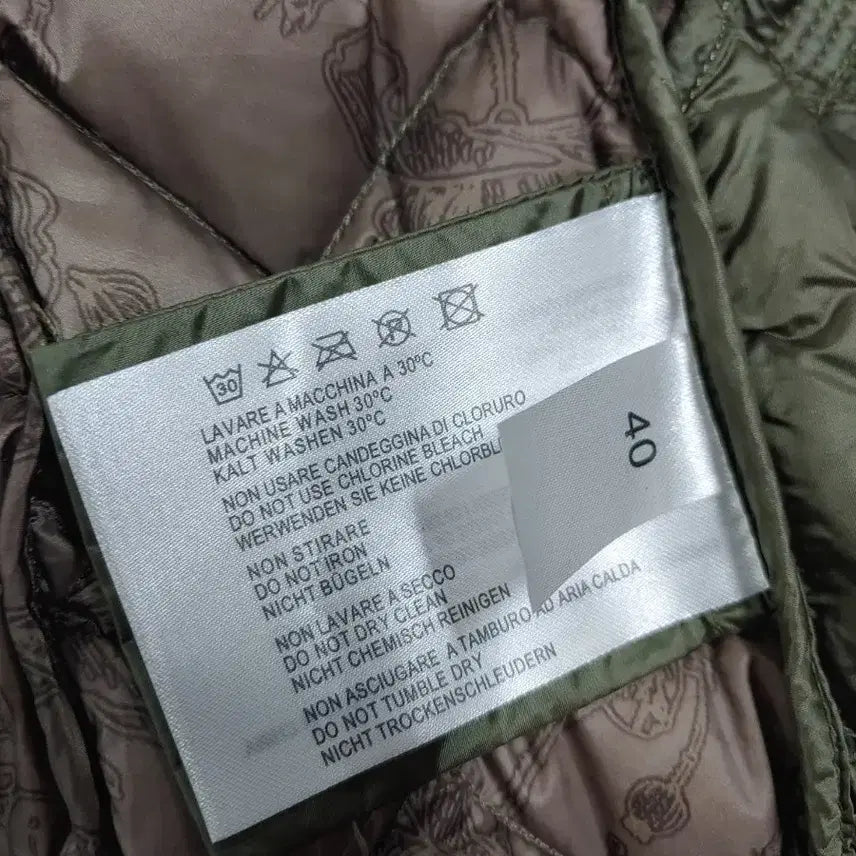 30
P
LAVARE A MACCHINA A 30°C
MACHINE WASH 30°C
KALT WASHEN 30°C
NON USARE CANDEGGINA DI CLORURO
DO NOT USE CHLORINE BLEACH
WERWENDEN SIE KEINE CHLORBL
NON STIRARE
DO NOT IRON
NICHT BÜGELN
NON LAVARE A SECCO
DO NOT DRY CLEAN
NICHT CHEMISCH REINIGEN
NON ASCIUGARE A TAMBURO AD ARIA CALDA
DO NOT TUMBLE DRY
NICHT TROCKENSCHLEUDERN
40